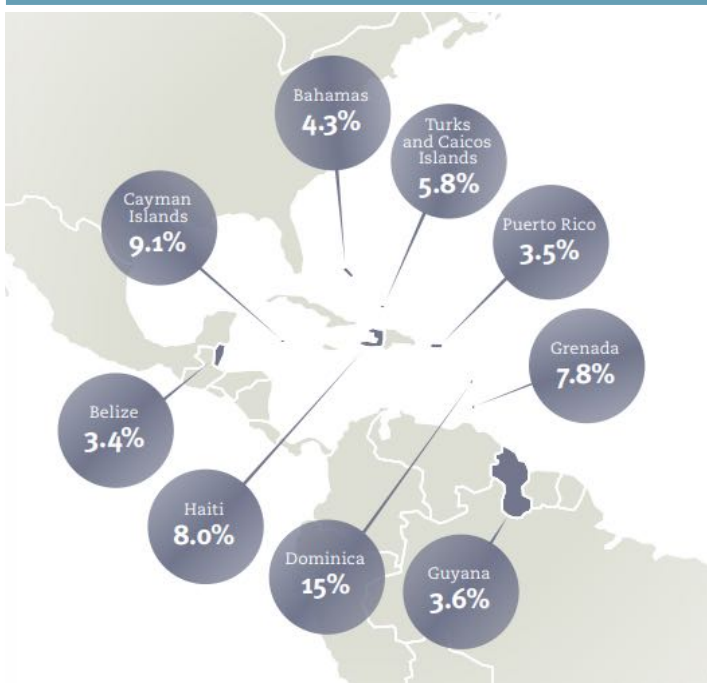 Bahamas
4.3%
Turks
and Caicos
Islands
5.8%
Cayman
Islands
9.1%
Puerto Rico
3.5%
Grenada
7.8%
Belize
3.4%
Haiti
8.0%
Dominica
15%
Guyana
3.6%